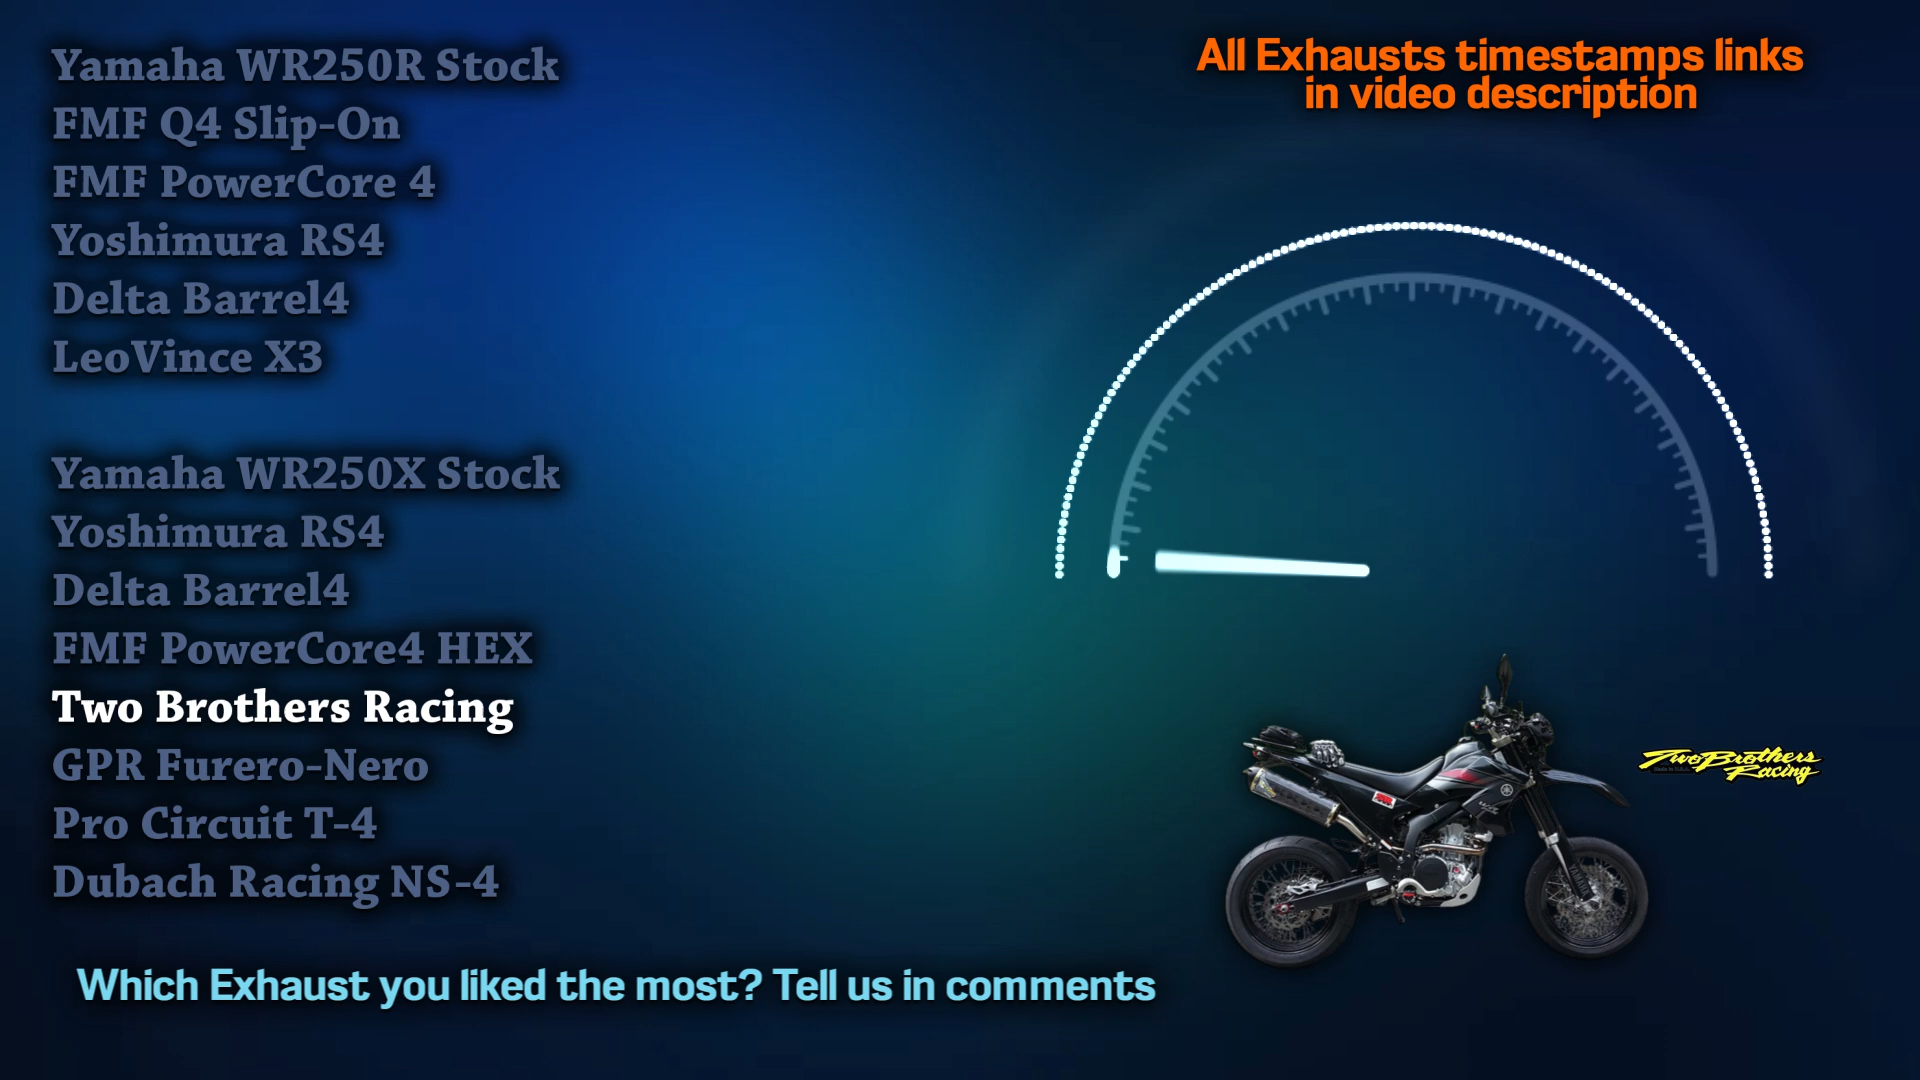 Yamaha WR250R Stock
FMF Q4 Slip-On
FMF PowerCore 4
Yoshimura RS4
Delta Barrel4
LeoVince X3
Yamaha WR250X Stock
Yoshimura RS4
Delta Barrel4
FMF PowerCore4 HEX
Two Brothers Racing
GPR Furero-Nero
Pro Circuit T-4
Dubach Racing NS-4
Which Exhaust you liked the most? Tell us in comments
All Exhausts timestamps links
in video description
Two Brothers
Racing